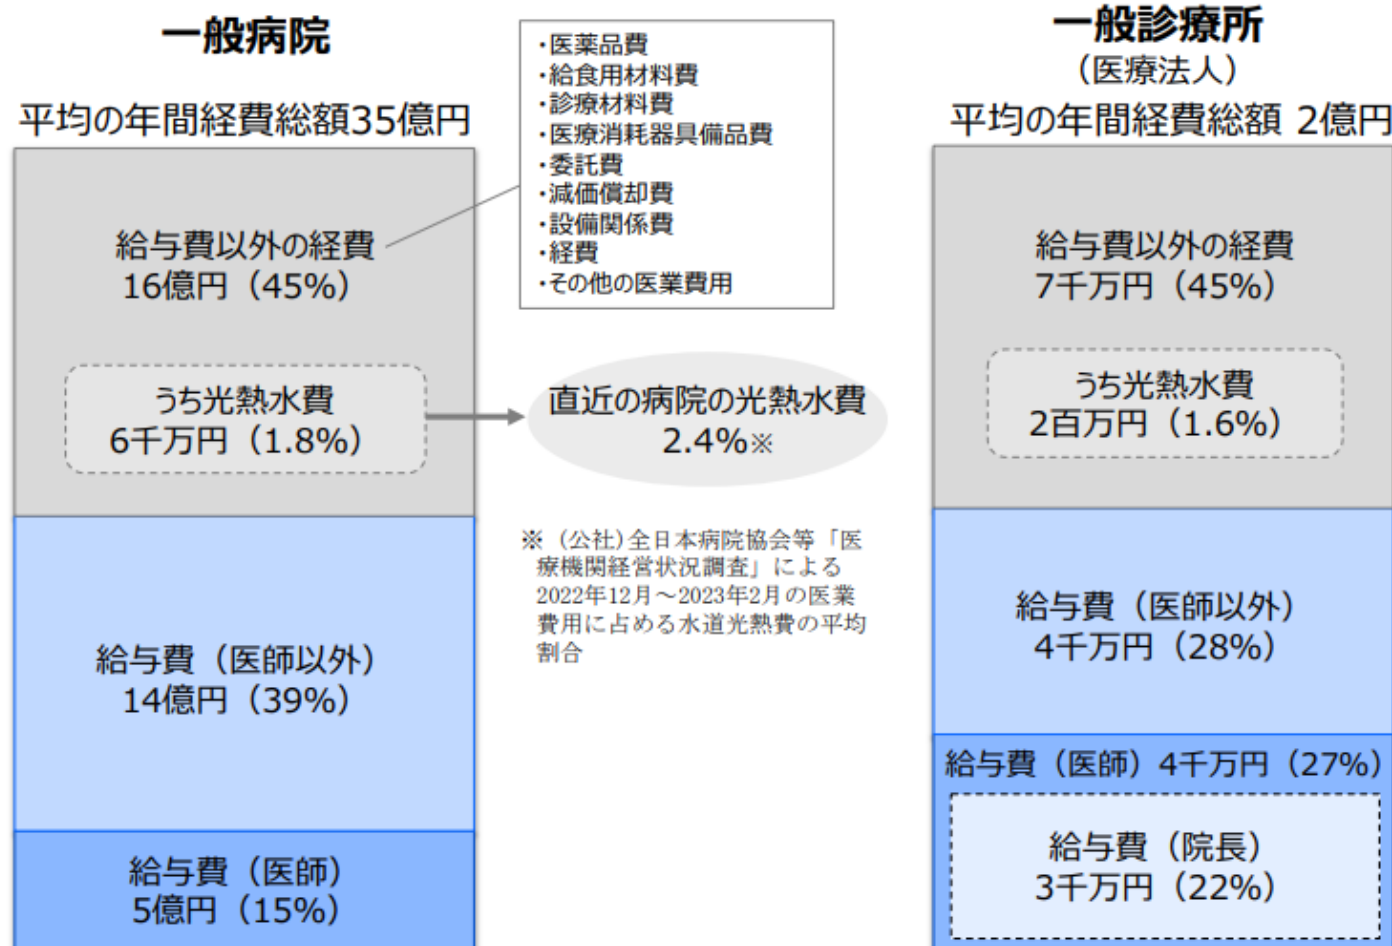 一般病院
平均の年間経費総額35億円
給与費以外の経費
16億円（45%）
うち光熱水費
6千万円（1.8%）
給与費（医師以外）
14億円（39%）
給与費（医師）
5億円（15%）
・医薬品費
・給食用材料費
・診療材料費
・医療消耗器具備品費
・委託費
・減価償却費
・設備関係費
・経費
・その他の医業費用
直近の病院の光熱水費
2.4%※
※（公社）全日本病院協会等「医
療機関経営状況調査」による
2022年12月～2023年2月の医業
費用に占める水道光熱費の平均
割合
一般診療所
（医療法人）
平均の年間経費総額 2億円
給与費以外の経費
7千万円（45%）
うち光熱水費
2百万円（1.6%）
給与費（医師以外）
4千万円（28%）
給与費（医師）4千万円（27%）
給与費（院長）
3千万円（22%）